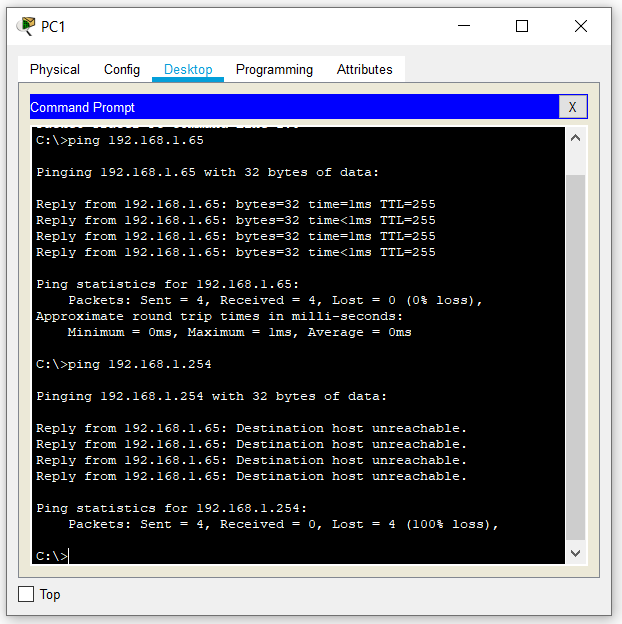 PC1
Physical Config Desktop Programming Attributes
Command Prompt X
C:\>ping 192.168.1.65
Pinging 192.168.1.65 with 32 bytes of data:
Reply from 192.168.1.65: bytes=32 time=1ms TTL=255
Reply from 192.168.1.65: bytes=32 time<1ms TTL=255
Reply from 192.168.1.65: bytes=32 time=1ms TTL=255
Reply from 192.168.1.65: bytes=32 time<1ms TTL=255
Ping statistics for 192.168.1.65:
Packets: Sent = 4, Received = 4, Lost = 0 (0% loss),
Approximate round trip times in milli-seconds:
Minimum = 0ms, Maximum = 1ms, Average = 0ms
C:\>ping 192.168.1.254
Pinging 192.168.1.254 with 32 bytes of data:
Reply from 192.168.1.65: Destination host unreachable.
Reply from 192.168.1.65: Destination host unreachable.
Reply from 192.168.1.65: Destination host unreachable.
Reply from 192.168.1.65: Destination host unreachable.
Ping statistics for 192.168.1.254:
Packets: Sent = 4, Received = 0, Lost = 4 (100% loss),
C:\>
Top